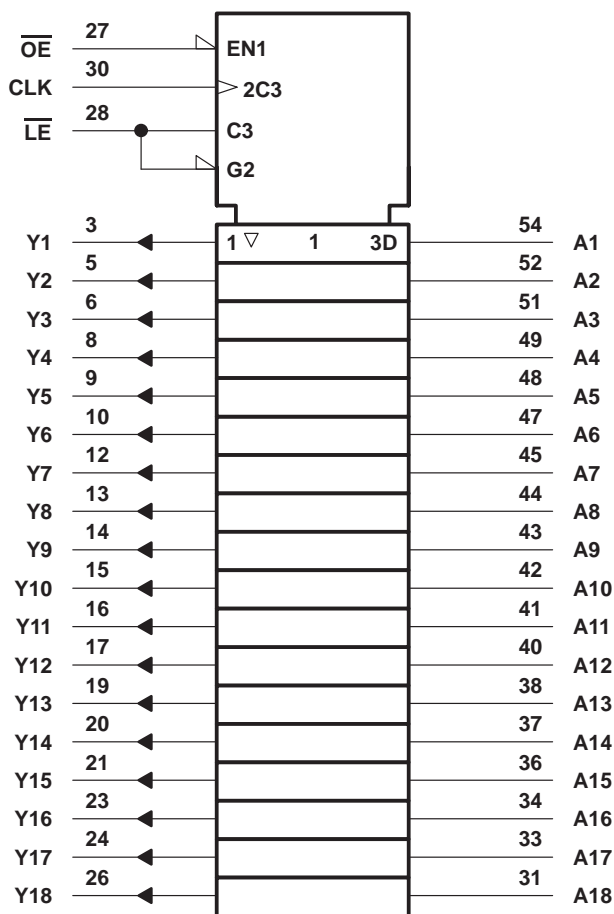 27
OE
EN1
30
CLK
2C3
28
LE
C3
G2
3 54
Y1 1 ▽ 1 3D A1
5 52
Y2 A2
6 51
Y3 A3
8 49
Y4 A4
9 48
Y5 A5
10 47
Y6 A6
12 45
Y7 A7
13 44
Y8 A8
14 43
Y9 A9
15 42
Y10 A10
16 41
Y11 A11
17 40
Y12 A12
19 38
Y13 A13
20 37
Y14 A14
21 36
Y15 A15
23 34
Y16 A16
24 33
Y17 A17
26 31
Y18 A18